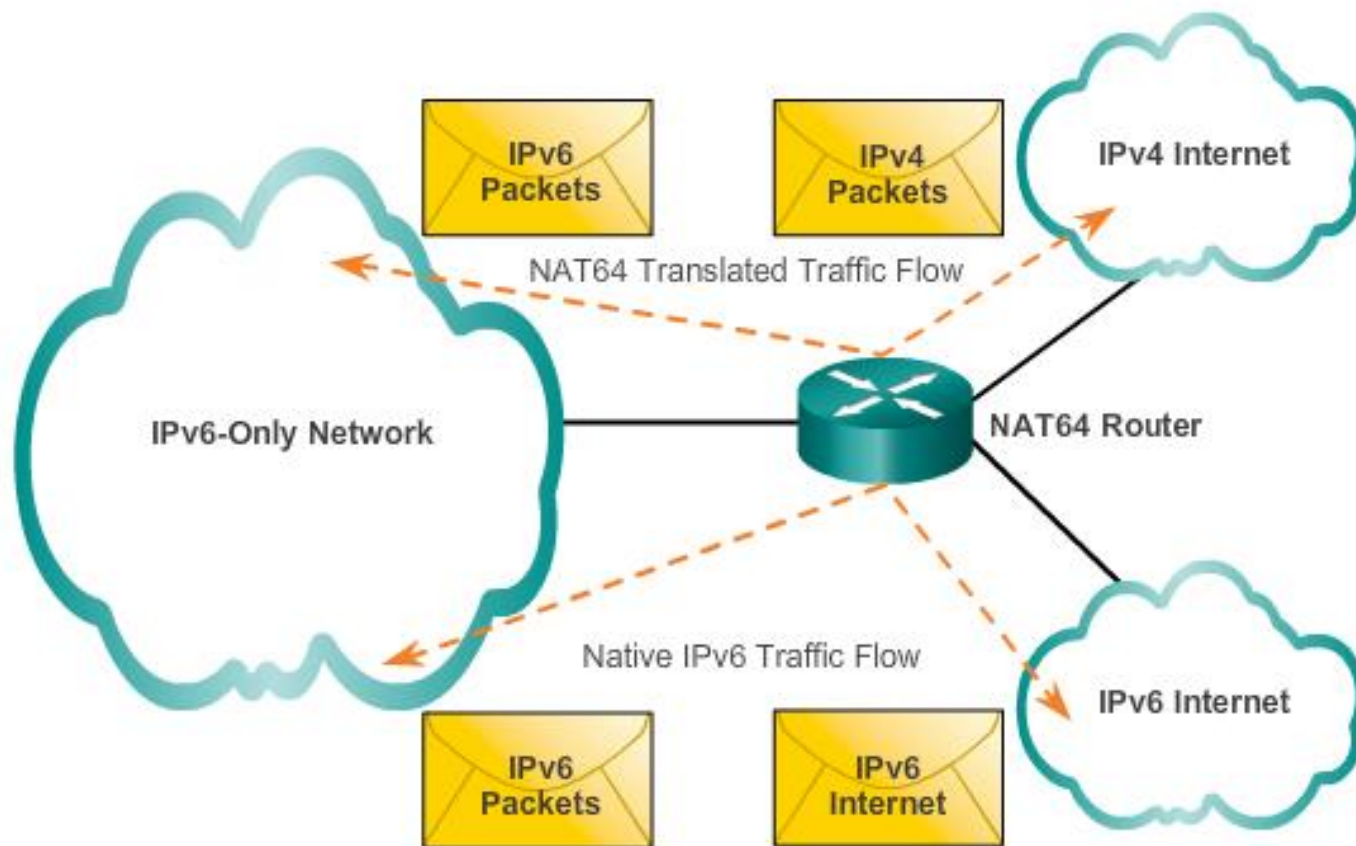 IPv6
Packets
IPv4
Packets
IPv4 Internet
NAT64 Translated Traffic Flow
IPv6-Only Network
NAT64 Router
Native IPv6 Traffic Flow
IPv6 Internet
IPv6
Packets
IPv6
Internet